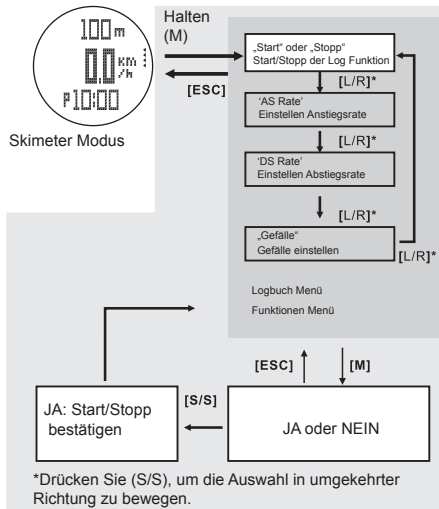 100 m
0.0 KM/h
P 10:00
Skimeter Modus
Halten
(M)
[ESC]
„Start“ oder „Stopp“
Start/Stopp der Log Funktion
[L/R]*
'AS Rate'
Einstellen Anstiegsrate
[L/R]*
'DS Rate'
Einstellen Abstiegsrate
[L/R]*
„Gefälle“
Gefälle einstellen
[L/R]*
Logbuch Menü
Funktionen Menü
[ESC]
[M]
JA: Start/Stopp
bestätigen
[S/S]
JA oder NEIN
*Drücken Sie (S/S), um die Auswahl in umgekehrter
Richtung zu bewegen.